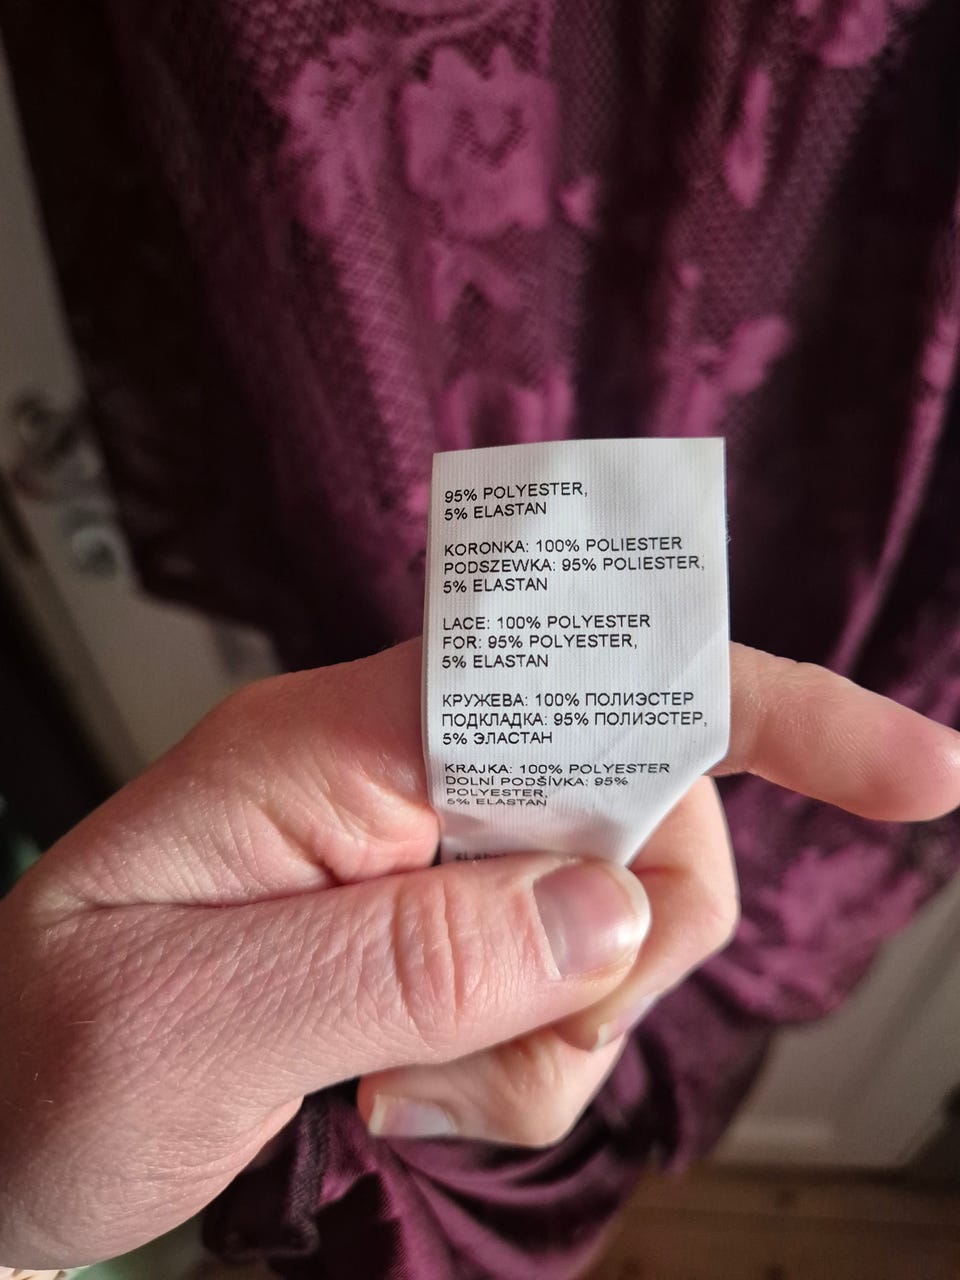 95% POLYESTER,
5% ELASTAN
KORONKA: 100% POLIESTER
PODSZEWKA: 95% POLIESTER,
5% ELASTAN
LACE: 100% POLYESTER
FOR: 95% POLYESTER,
5% ELASTAN
КРУЖЕВА: 100% ПОЛИЭСТЕР
ПОДКЛАДКА: 95% ПОЛИЭСТЕР,
5% ЭЛАСТАН
KRAJKA: 100% POLYESTER
DOLNÍ PODŠÍVKA: 95%
POLYESTER,
5% ELASTAN